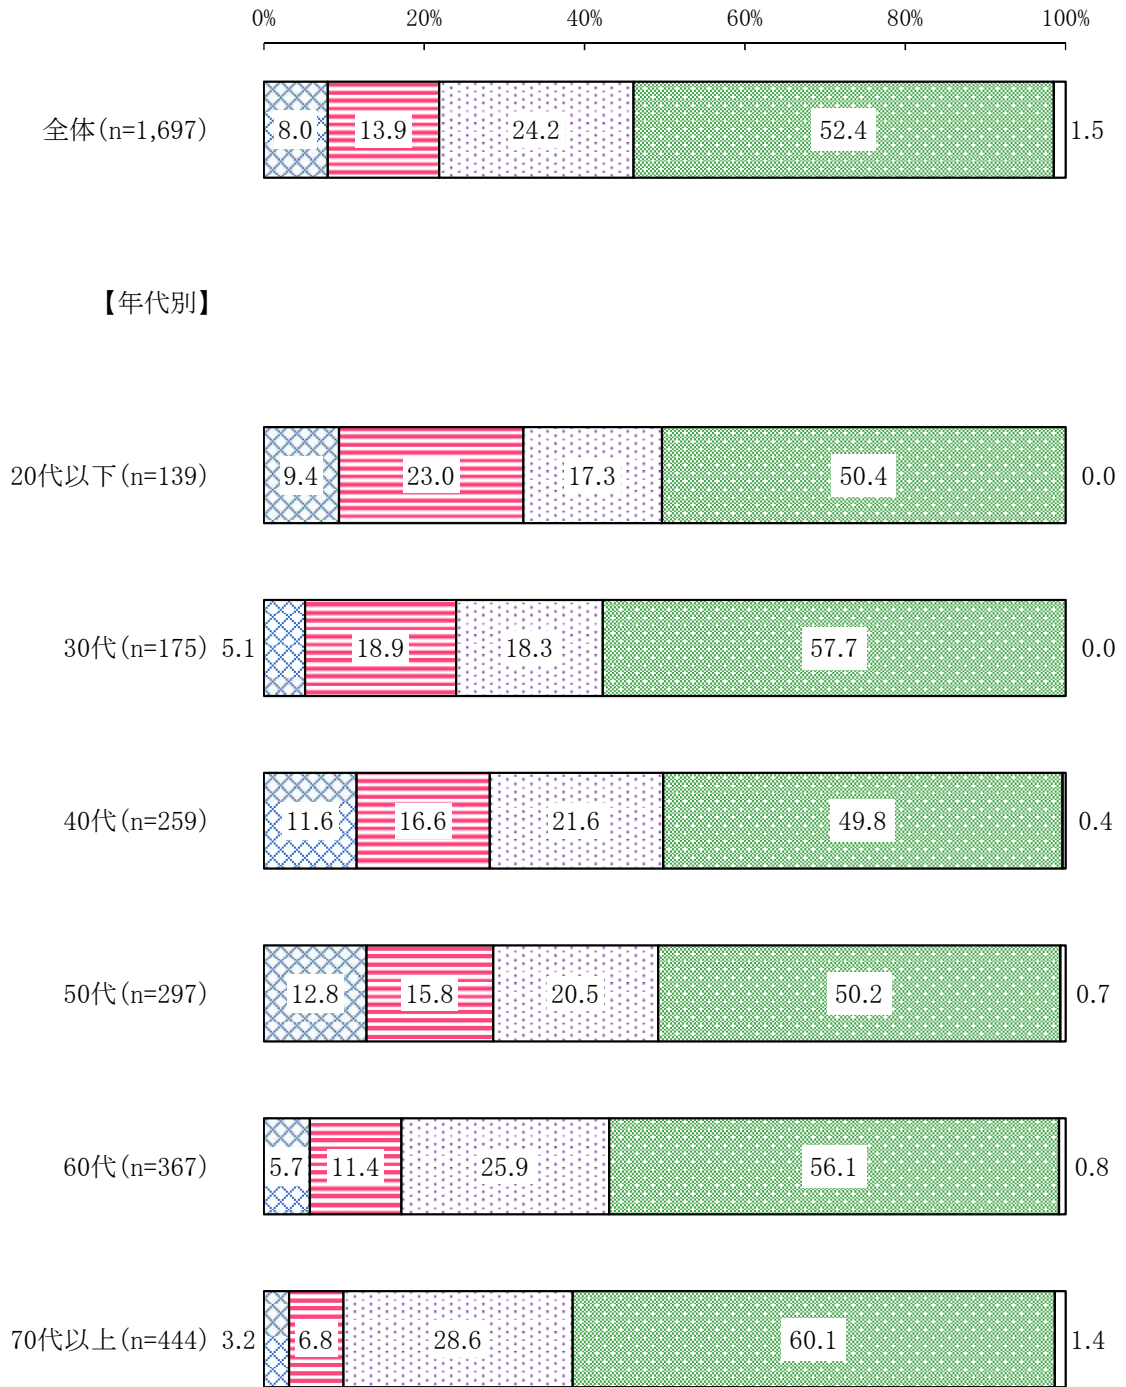 0% 20% 40% 60% 80% 100%
全体(n=1,697) 8.0 13.9 24.2 52.4 1.5
【年代別】
20代以下(n=139) 9.4 23.0 17.3 50.4 0.0
30代(n=175) 5.1 18.9 18.3 57.7 0.0
40代(n=259) 11.6 16.6 21.6 49.8 0.4
50代(n=297) 12.8 15.8 20.5 50.2 0.7
60代(n=367) 5.7 11.4 25.9 56.1 0.8
70代以上(n=444) 3.2 6.8 28.6 60.1 1.4